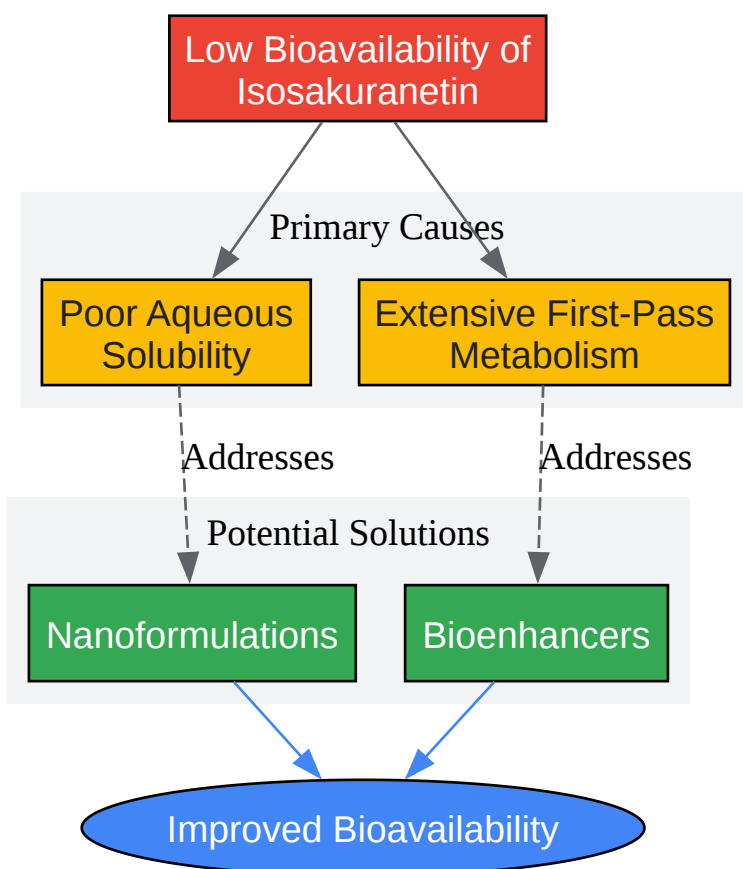 Low Bioavailability of
Isosakuranetin
Primary Causes
Poor Aqueous
Solubility
Extensive First-Pass
Metabolism
Addresses
Addresses
Potential Solutions
Nanoformulations
Bioenhancers
Improved Bioavailability